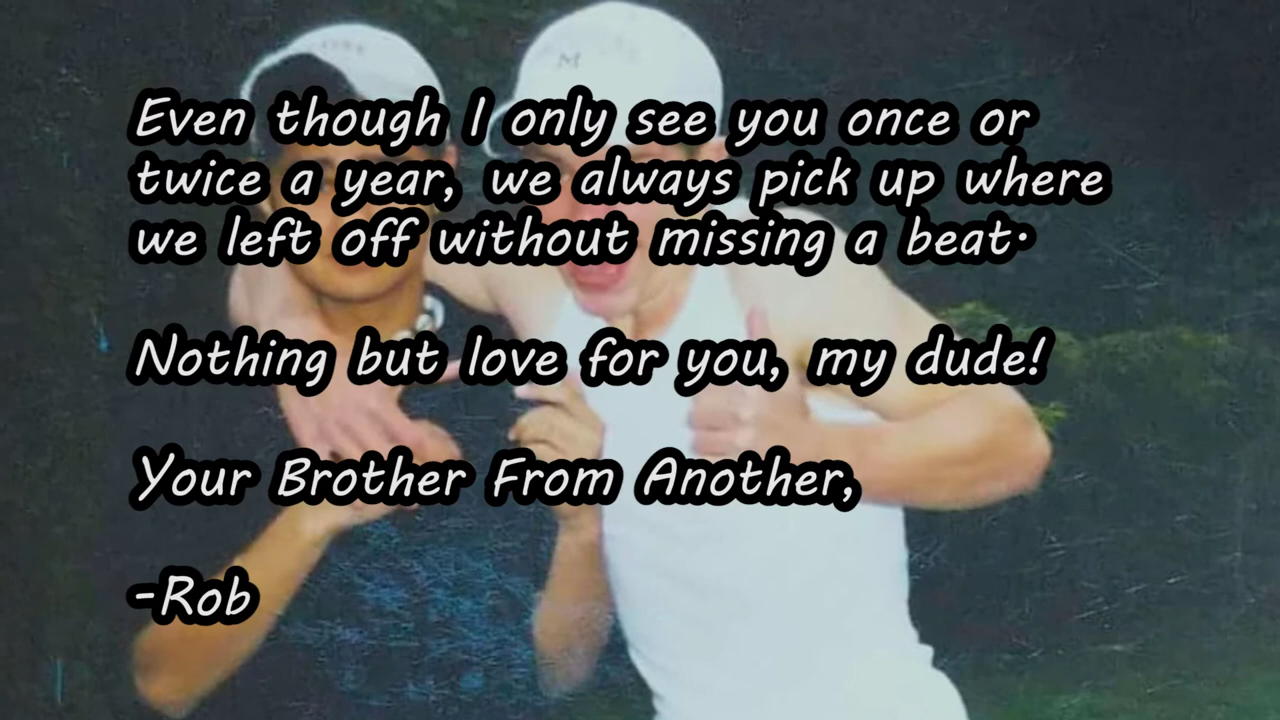 M
Even though I only see you once or
twice a year, we always pick up where
we left off without missing a beat.
Nothing but love for you, my dude!
Your Brother From Another,
-Rob